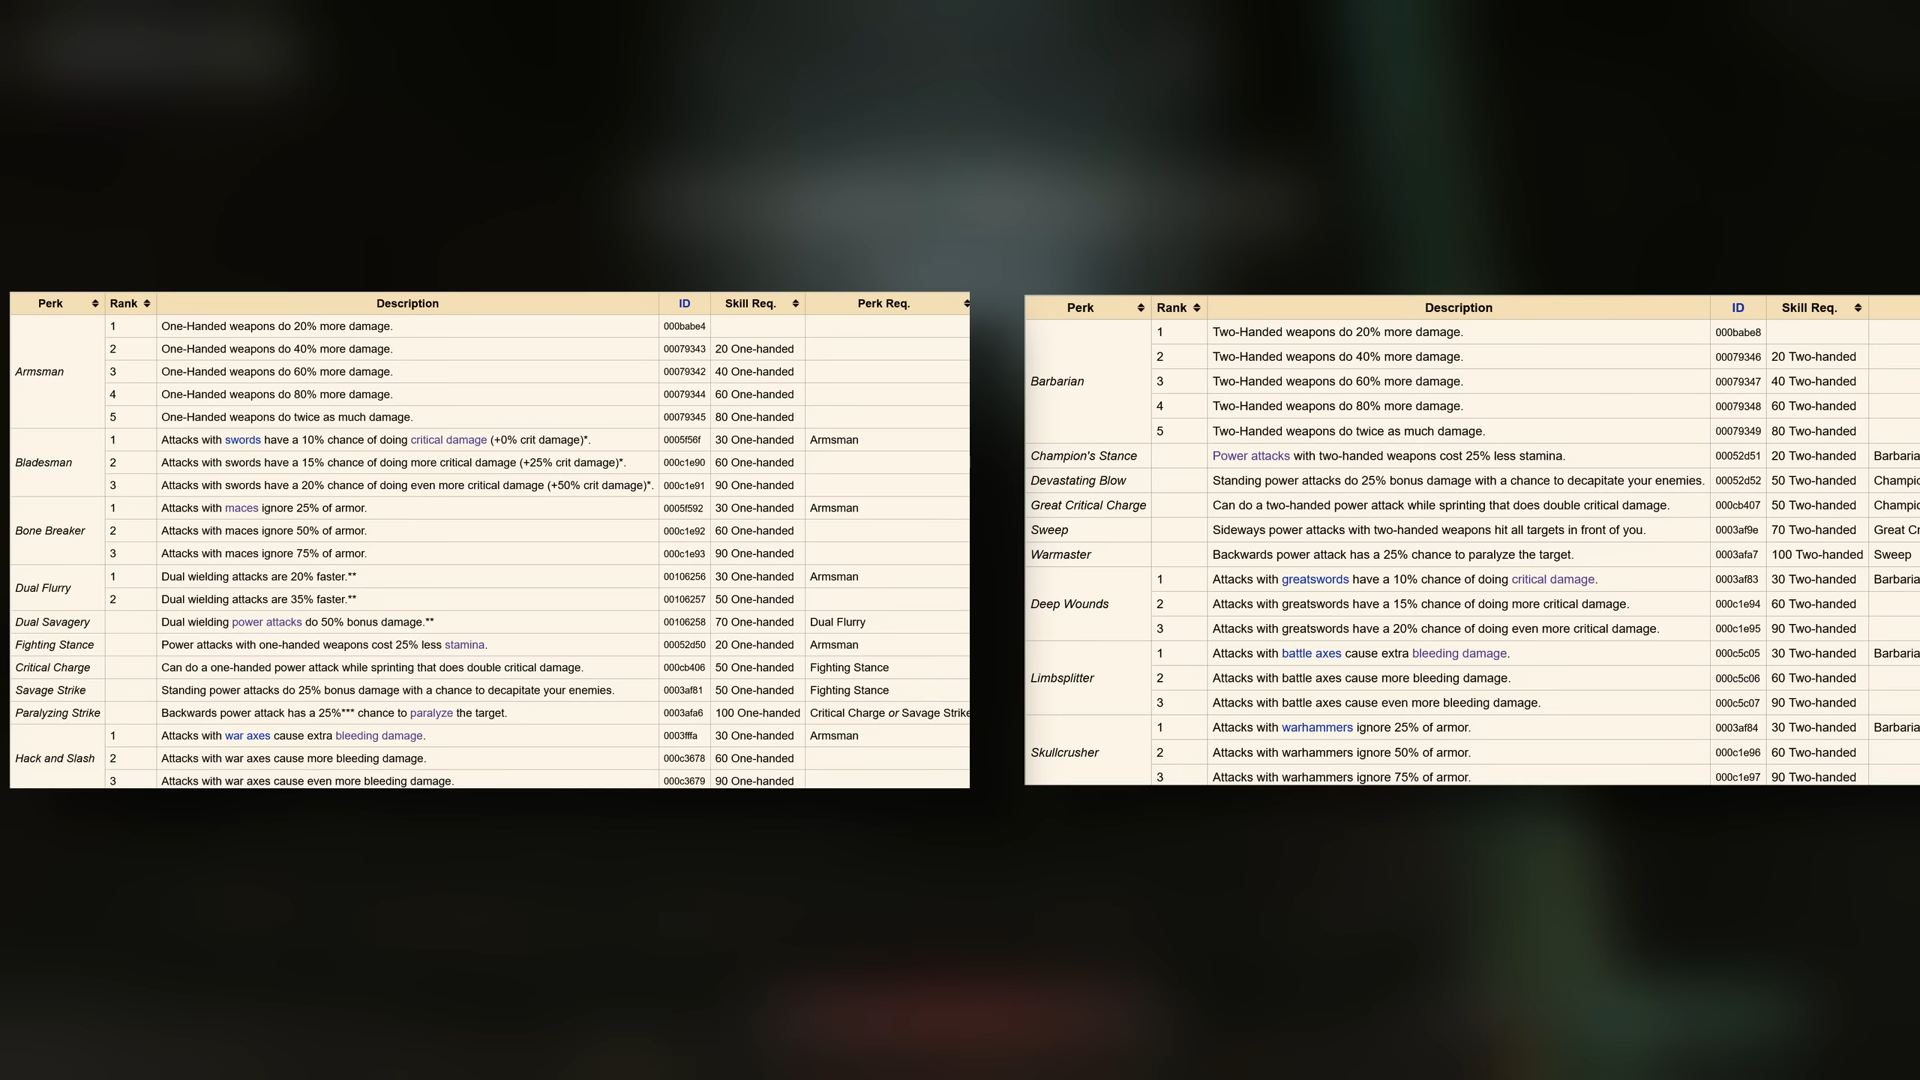 Perk Rank Description ID Skill Req. Perk Req.
Armsman
1 One-Handed weapons do 20% more damage. 000babe4
2 One-Handed weapons do 40% more damage. 00079343 20 One-handed
3 One-Handed weapons do 60% more damage. 00079342 40 One-handed
4 One-Handed weapons do 80% more damage. 00079344 60 One-handed
5 One-Handed weapons do twice as much damage. 00079345 80 One-handed
Bladesman
1 Attacks with swords have a 10% chance of doing critical damage (+0% crit damage)*. 0005f56f 30 One-handed Armsman
2 Attacks with swords have a 15% chance of doing more critical damage (+25% crit damage)*. 000c1e90 60 One-handed
3 Attacks with swords have a 20% chance of doing even more critical damage (+50% crit damage)*. 000c1e91 90 One-handed
Bone Breaker
1 Attacks with maces ignore 25% of armor. 0005f592 30 One-handed Armsman
2 Attacks with maces ignore 50% of armor. 000c1e92 60 One-handed
3 Attacks with maces ignore 75% of armor. 000c1e93 90 One-handed
Dual Flurry
1 Dual wielding attacks are 20% faster.** 00106256 30 One-handed Armsman
2 Dual wielding attacks are 35% faster.** 00106257 50 One-handed
Dual Savagery Dual wielding power attacks do 50% bonus damage.** 00106258 70 One-handed Dual Flurry
Fighting Stance Power attacks with one-handed weapons cost 25% less stamina. 00052d50 20 One-handed Armsman
Critical Charge Can do a one-handed power attack while sprinting that does double critical damage. 000cb406 50 One-handed Fighting Stance
Savage Strike Standing power attacks do 25% bonus damage with a chance to decapitate your enemies. 0003af81 50 One-handed Fighting Stance
Paralyzing Strike Backwards power attack has a 25%*** chance to paralyze the target. 0003afa6 100 One-handed Critical Charge or Savage Strike
Hack and Slash
1 Attacks with war axes cause extra bleeding damage. 0003fffa 30 One-handed Armsman
2 Attacks with war axes cause more bleeding damage. 000c3678 60 One-handed
3 Attacks with war axes cause even more bleeding damage. 000c3679 90 One-handed
Perk Rank Description ID Skill Req.
Barbarian
1 Two-Handed weapons do 20% more damage. 000babe8
2 Two-Handed weapons do 40% more damage. 00079346 20 Two-handed
3 Two-Handed weapons do 60% more damage. 00079347 40 Two-handed
4 Two-Handed weapons do 80% more damage. 00079348 60 Two-handed
5 Two-Handed weapons do twice as much damage. 00079349 80 Two-handed
Champion's Stance Power attacks with two-handed weapons cost 25% less stamina. 00052d51 20 Two-handed Barbaria
Devastating Blow Standing power attacks do 25% bonus damage with a chance to decapitate your enemies. 00052d52 50 Two-handed Champio
Great Critical Charge Can do a two-handed power attack while sprinting that does double critical damage. 000cb407 50 Two-handed Champio
Sweep Sideways power attacks with two-handed weapons hit all targets in front of you. 0003af9e 70 Two-handed Great Cr
Warmaster Backwards power attack has a 25% chance to paralyze the target. 0003afa7 100 Two-handed Sweep
Deep Wounds
1 Attacks with greatswords have a 10% chance of doing critical damage. 0003af83 30 Two-handed Barbaria
2 Attacks with greatswords have a 15% chance of doing more critical damage. 000c1e94 60 Two-handed
3 Attacks with greatswords have a 20% chance of doing even more critical damage. 000c1e95 90 Two-handed
Limbsplitter
1 Attacks with battle axes cause extra bleeding damage. 000c5c05 30 Two-handed Barbaria
2 Attacks with battle axes cause more bleeding damage. 000c5c06 60 Two-handed
3 Attacks with battle axes cause even more bleeding damage. 000c5c07 90 Two-handed
Skullcrusher
1 Attacks with warhammers ignore 25% of armor. 0003af84 30 Two-handed Barbaria
2 Attacks with warhammers ignore 50% of armor. 000c1e96 60 Two-handed
3 Attacks with warhammers ignore 75% of armor. 000c1e97 90 Two-handed